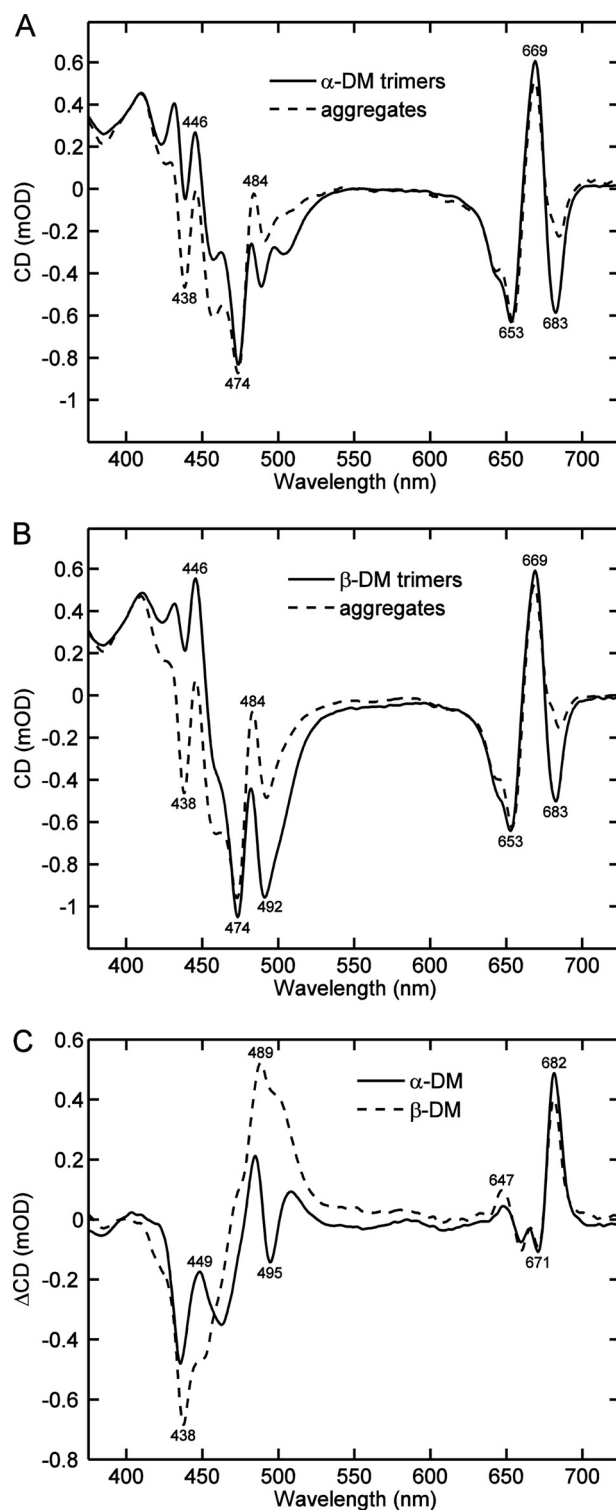 A
α-DM trimers
aggregates
669
446
484
438
474
653
683
0.6
0.4
0.2
0
-0.2
-0.4
-0.6
-0.8
-1
CD (mOD)
400 450 500 550 600 650 700
Wavelength (nm)
B
β-DM trimers
aggregates
446
669
484
438
474
492
653
683
0.6
0.4
0.2
0
-0.2
-0.4
-0.6
-0.8
-1
CD (mOD)
400 450 500 550 600 650 700
Wavelength (nm)
C
α-DM
β-DM
489
682
647
449
495
671
438
0.6
0.4
0.2
0
-0.2
-0.4
-0.6
-0.8
ΔCD (mOD)
400 450 500 550 600 650 700
Wavelength (nm)